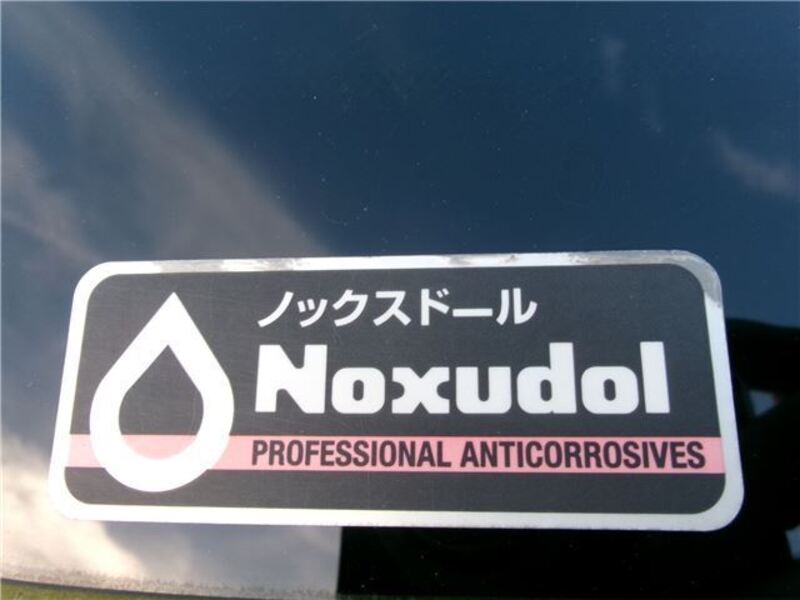 ノックスドール
Noxudol
PROFESSIONAL ANTICORROSIVES